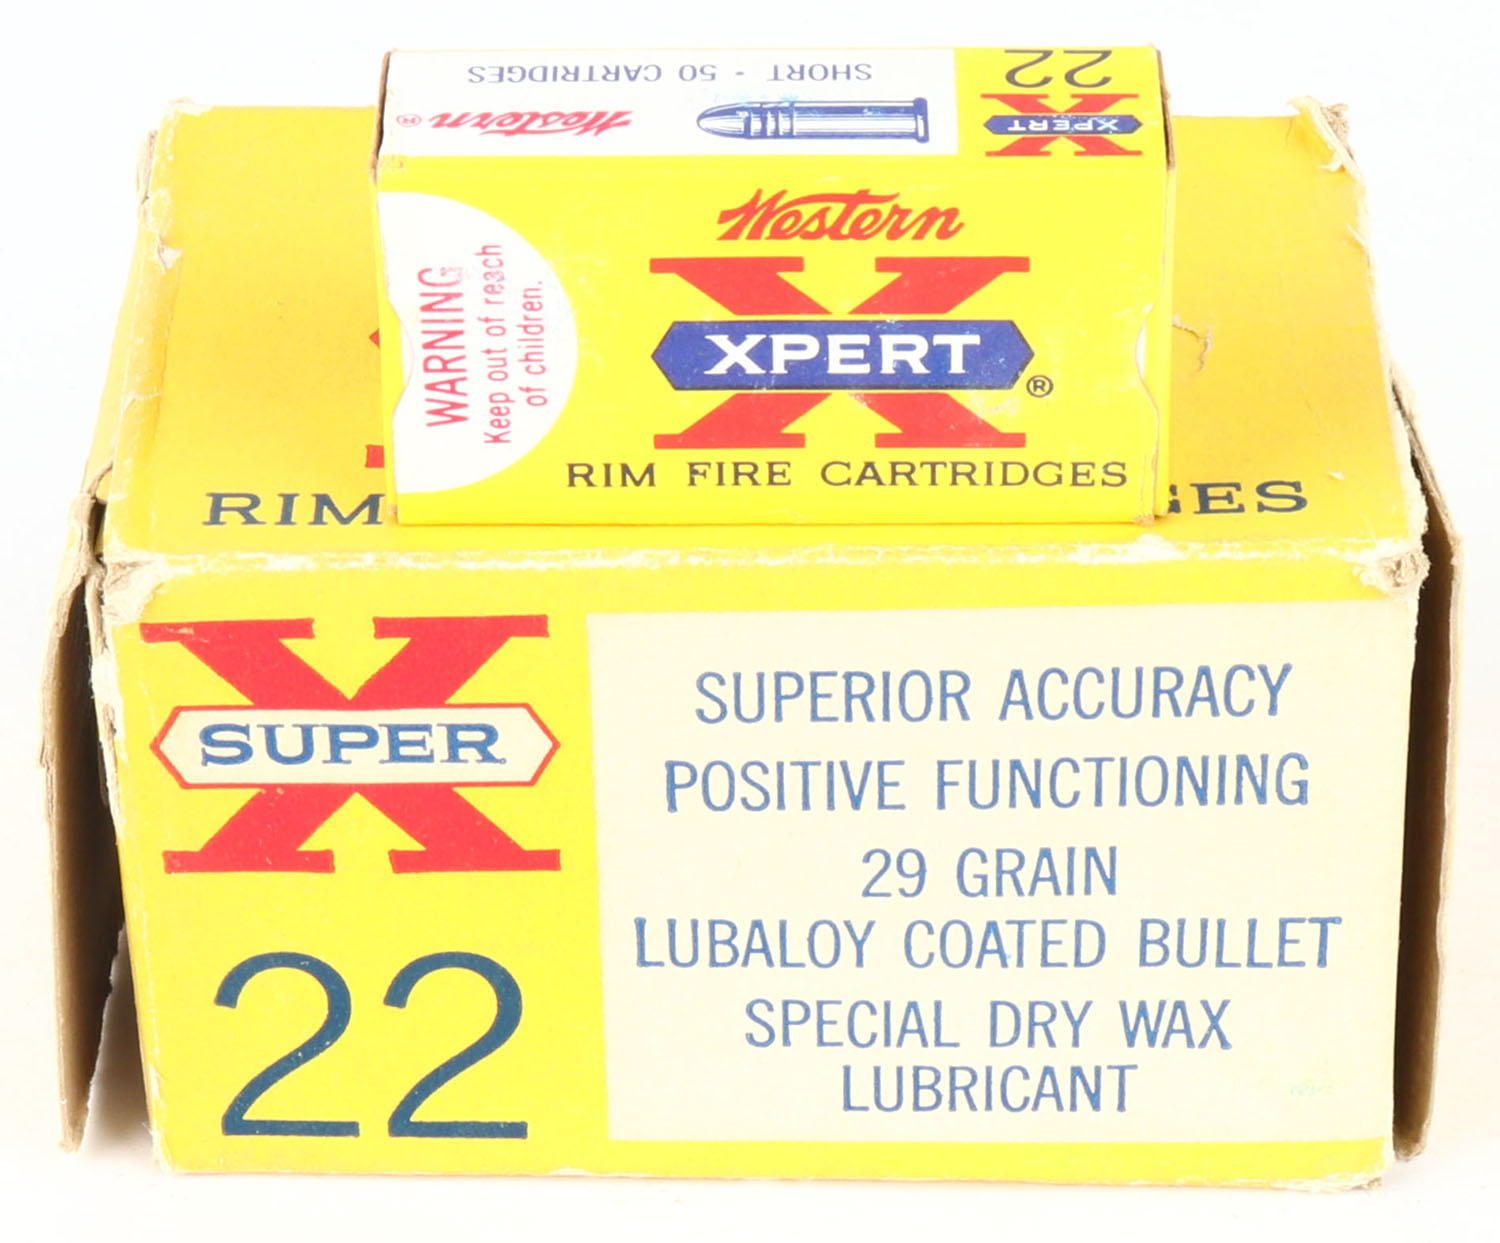 SHORT · 50 CARTRIDGES
Western®
22
X
XPERT
Western
X
XPERT®
RIM FIRE CARTRIDGES
WARNING
Keep out of reach
of children.
RIM
GES
X
SUPER
22
SUPERIOR ACCURACY
POSITIVE FUNCTIONING
29 GRAIN
LUBALOY COATED BULLET
SPECIAL DRY WAX
LUBRICANT